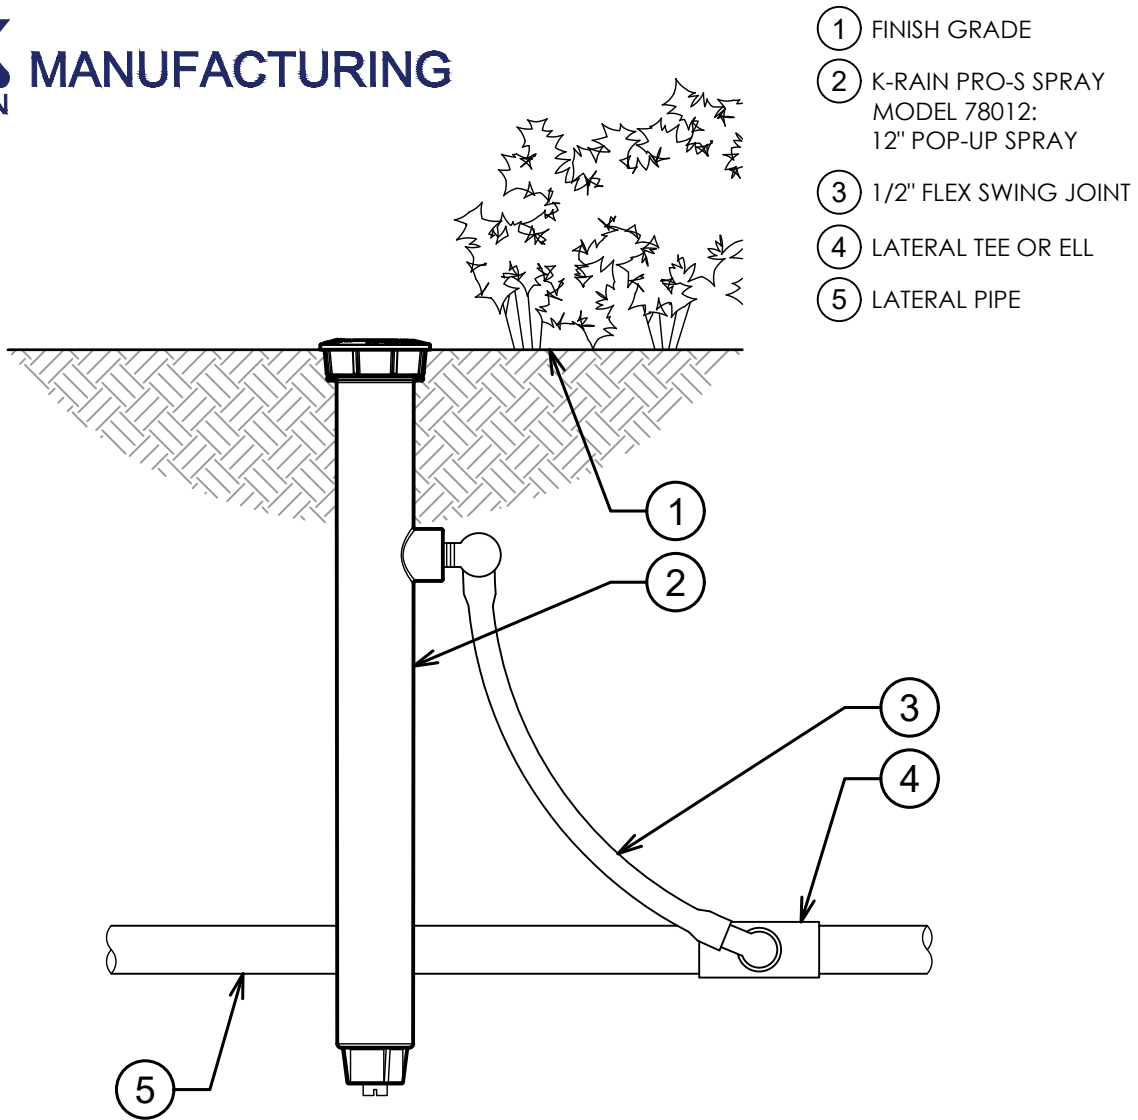 MANUFACTURING
N
1 FINISH GRADE
2 K-RAIN PRO-S SPRAY
MODEL 78012:
12" POP-UP SPRAY
3 1/2" FLEX SWING JOINT
4 LATERAL TEE OR ELL
5 LATERAL PIPE
1
2
3
4
5